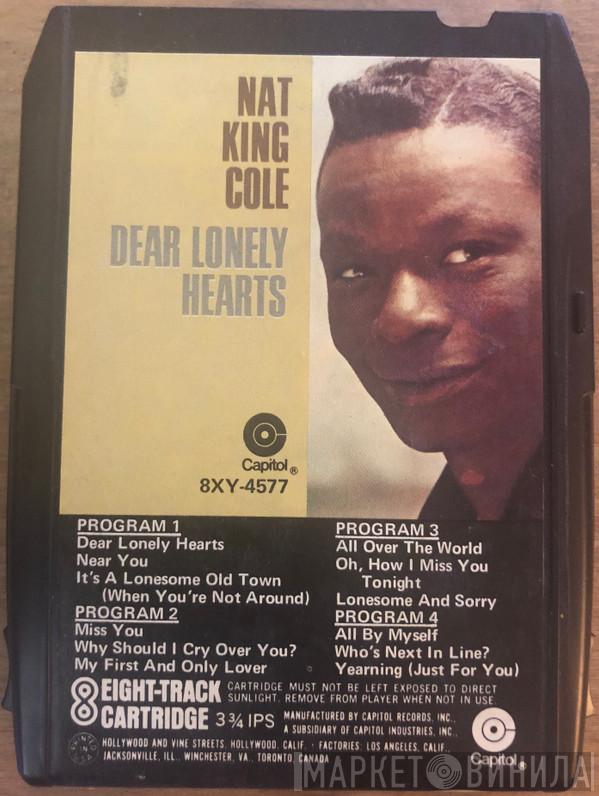 NAT
KING
COLE
DEAR LONELY
HEARTS
Capitol®
8XY-4577
PROGRAM 1
Dear Lonely Hearts
Near You
It's A Lonesome Old Town
(When You're Not Around)
PROGRAM 2
Miss You
Why Should I Cry Over You?
My First And Only Lover
PROGRAM 3
All Over The World
Oh, How I Miss You
Tonight
Lonesome And Sorry
PROGRAM 4
All By Myself
Who's Next In Line?
Yearning (Just For You)
8 EIGHT-TRACK
CARTRIDGE 3 ¾ IPS
CARTRIDGE MUST NOT BE LEFT EXPOSED TO DIRECT
SUNLIGHT. REMOVE FROM PLAYER WHEN NOT IN USE.
MANUFACTURED BY CAPITOL RECORDS, INC.,
A SUBSIDIARY OF CAPITOL INDUSTRIES, INC.,
HOLLYWOOD AND VINE STREETS, HOLLYWOOD, CALIF. · FACTORIES: LOS ANGELES, CALIF.,
JACKSONVILLE, ILL., WINCHESTER, VA., TORONTO, CANADA
PRINTED IN U.S.A.
Capitol®
МАРКЕТ ВИНИЛА